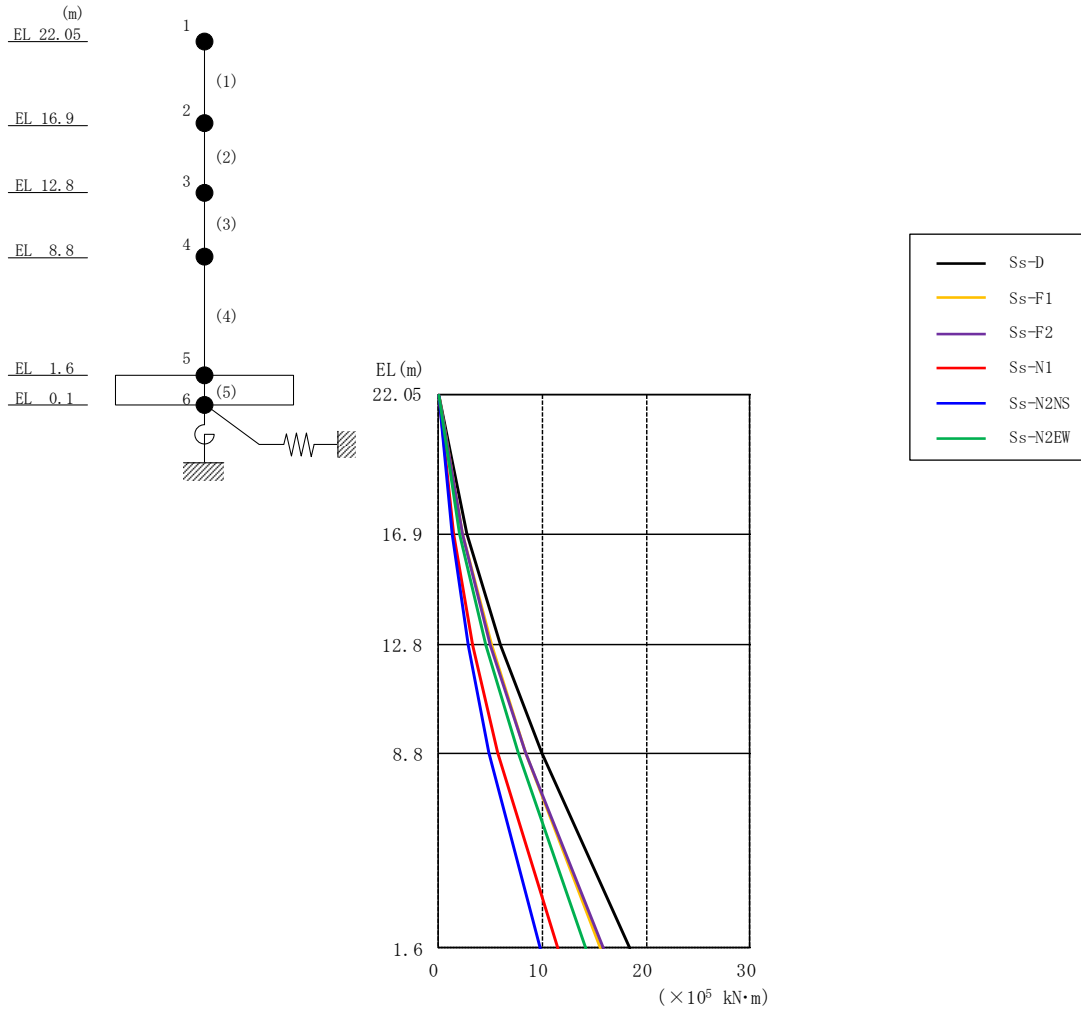 (m)
EL 22.05
EL 16.9
EL 12.8
EL 8.8
EL 1.6
EL 0.1
1
(1)
2
(2)
3
(3)
4
(4)
5
(5)
6
EL(m)
22.05
16.9
12.8
8.8
1.6
0 10 20 30
(×10⁵ kN·m)
Ss-D
Ss-F1
Ss-F2
Ss-N1
Ss-N2NS
Ss-N2EW